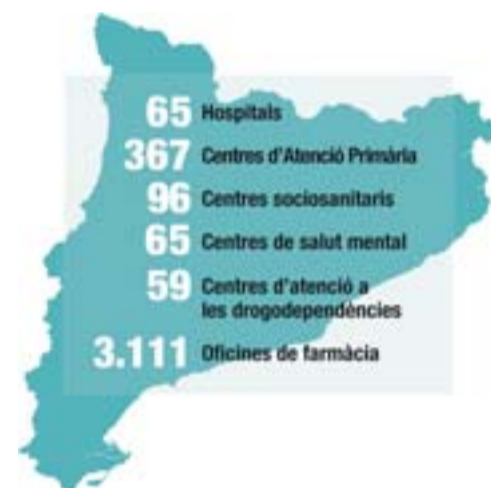 65 Hospitals
367 Centres d'Atenció Primària
96 Centres sociosanitaris
65 Centres de salut mental
59 Centres d'atenció a
les drogodependències
3.111 Oficines de farmàcia